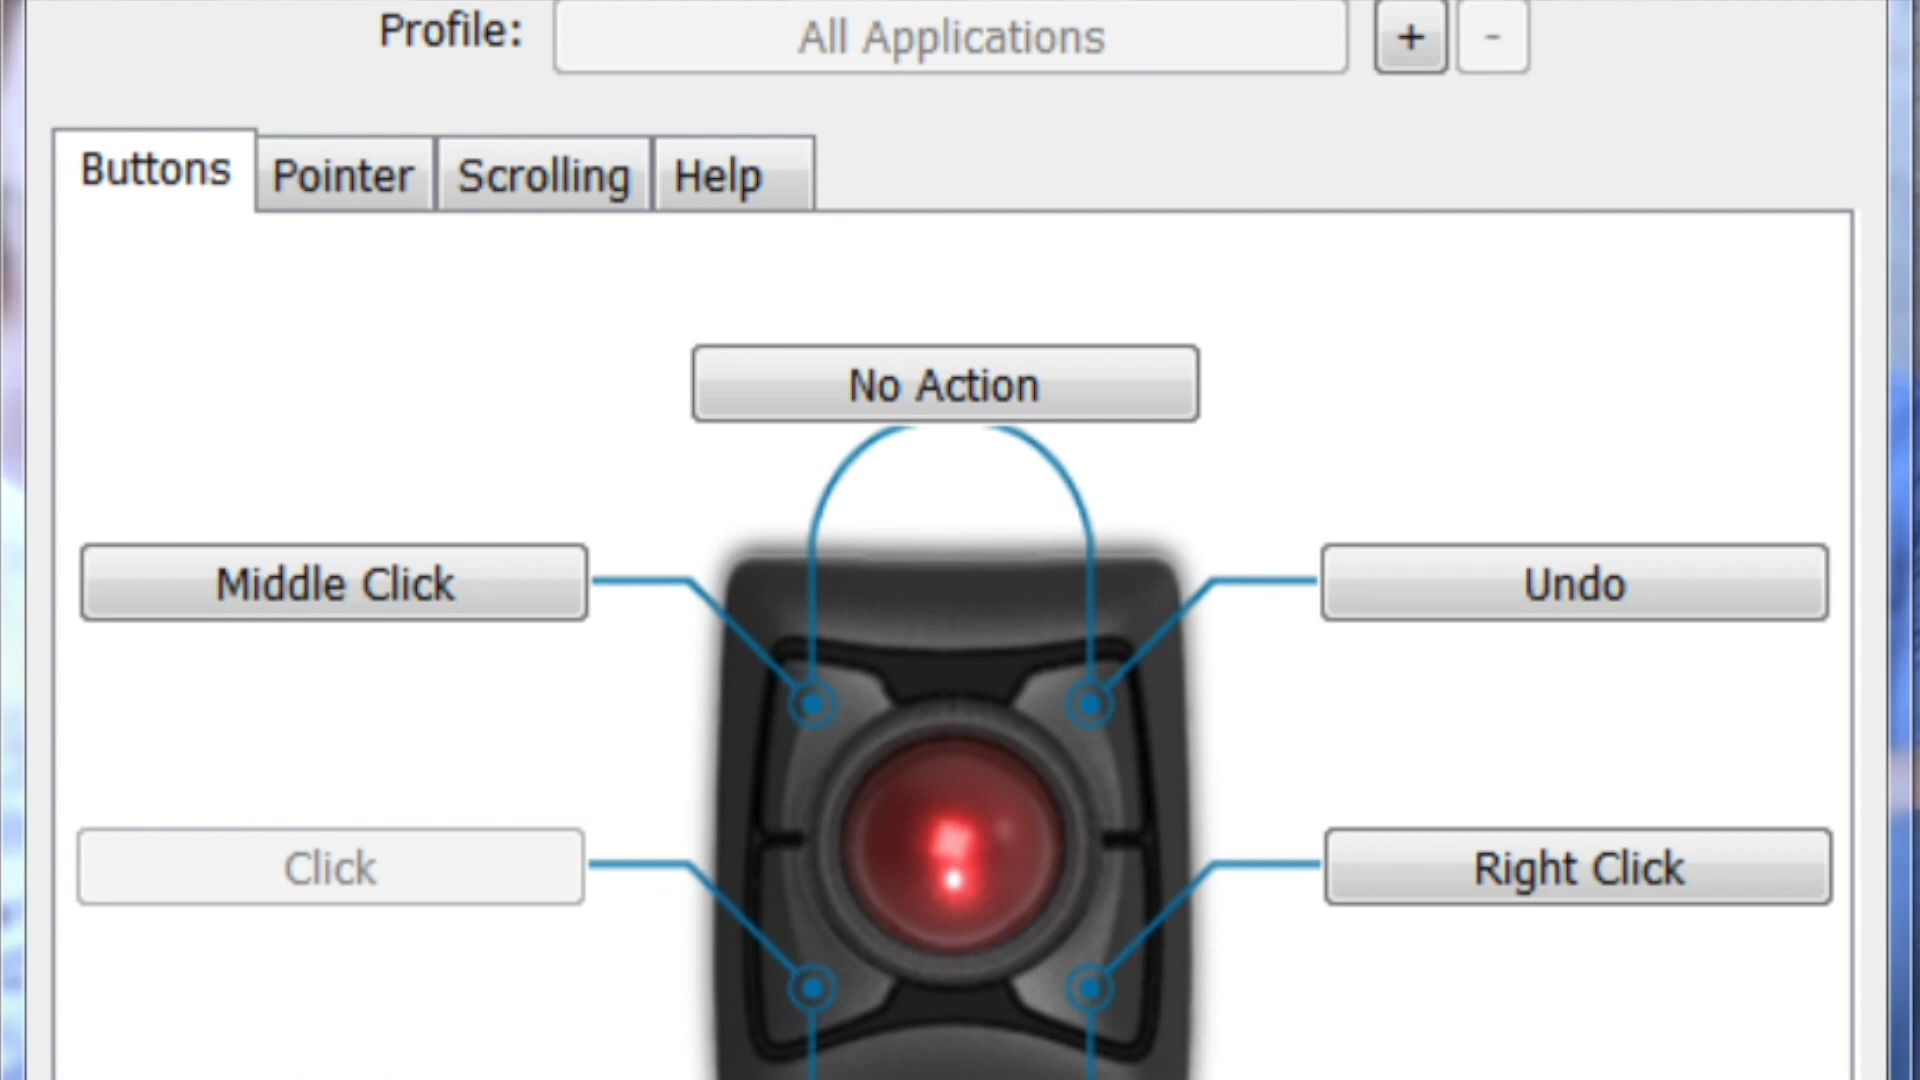 Profile: All Applications + -
Buttons Pointer Scrolling Help
No Action
Middle Click Undo
Click Right Click